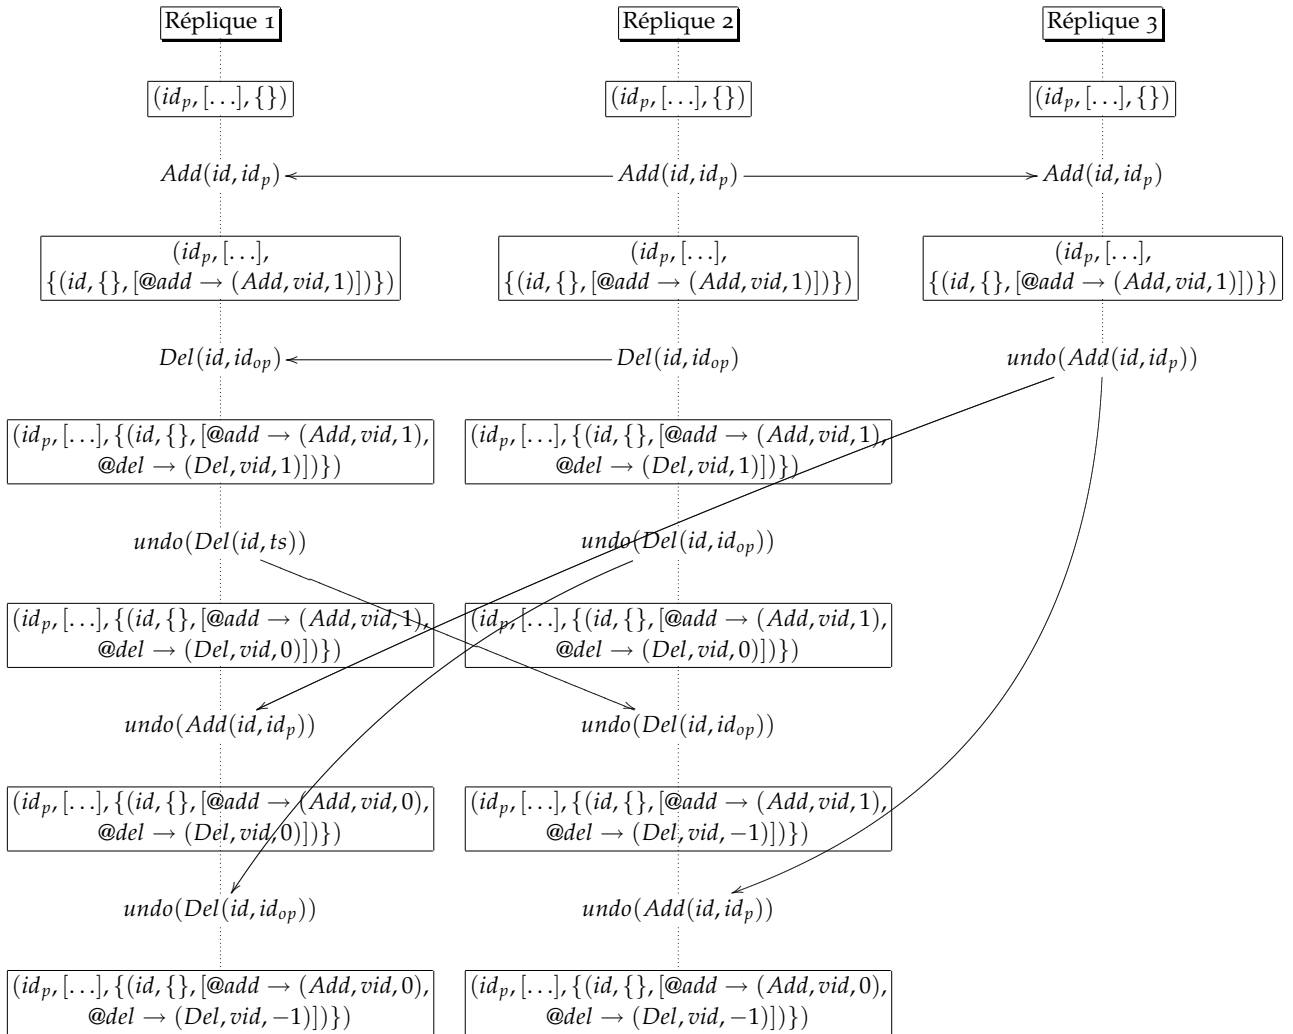 Réplique 1 Réplique 2 Réplique 3
(id_p, [...], {}) (id_p, [...], {}) (id_p, [...], {})
Add(id, id_p) Add(id, id_p) Add(id, id_p)
(id_p, [...], (id_p, [...], (id_p, [...],
{(id, {}, [@add → (Add, vid, 1)])}) {(id, {}, [@add → (Add, vid, 1)])}) {(id, {}, [@add → (Add, vid, 1)])})
Del(id, id_op) Del(id, id_op) undo(Add(id, id_p))
(id_p, [...], {(id, {}, [@add → (Add, vid, 1), (id_p, [...], {(id, {}, [@add → (Add, vid, 1),
@del → (Del, vid, 1)])}) @del → (Del, vid, 1)])})
undo(Del(id, ts)) undo(Del(id, id_op))
(id_p, [...], {(id, {}, [@add → (Add, vid, 1), (id_p, [...], {(id, {}, [@add → (Add, vid, 1),
@del → (Del, vid, 0)])}) @del → (Del, vid, 0)])})
undo(Add(id, id_p)) undo(Del(id, id_op))
(id_p, [...], {(id, {}, [@add → (Add, vid, 0), (id_p, [...], {(id, {}, [@add → (Add, vid, 1),
@del → (Del, vid, 0)])}) @del → (Del, vid, −1)])})
undo(Del(id, id_op)) undo(Add(id, id_p))
(id_p, [...], {(id, {}, [@add → (Add, vid, 0), (id_p, [...], {(id, {}, [@add → (Add, vid, 0),
@del → (Del, vid, −1)])}) @del → (Del, vid, −1)])})